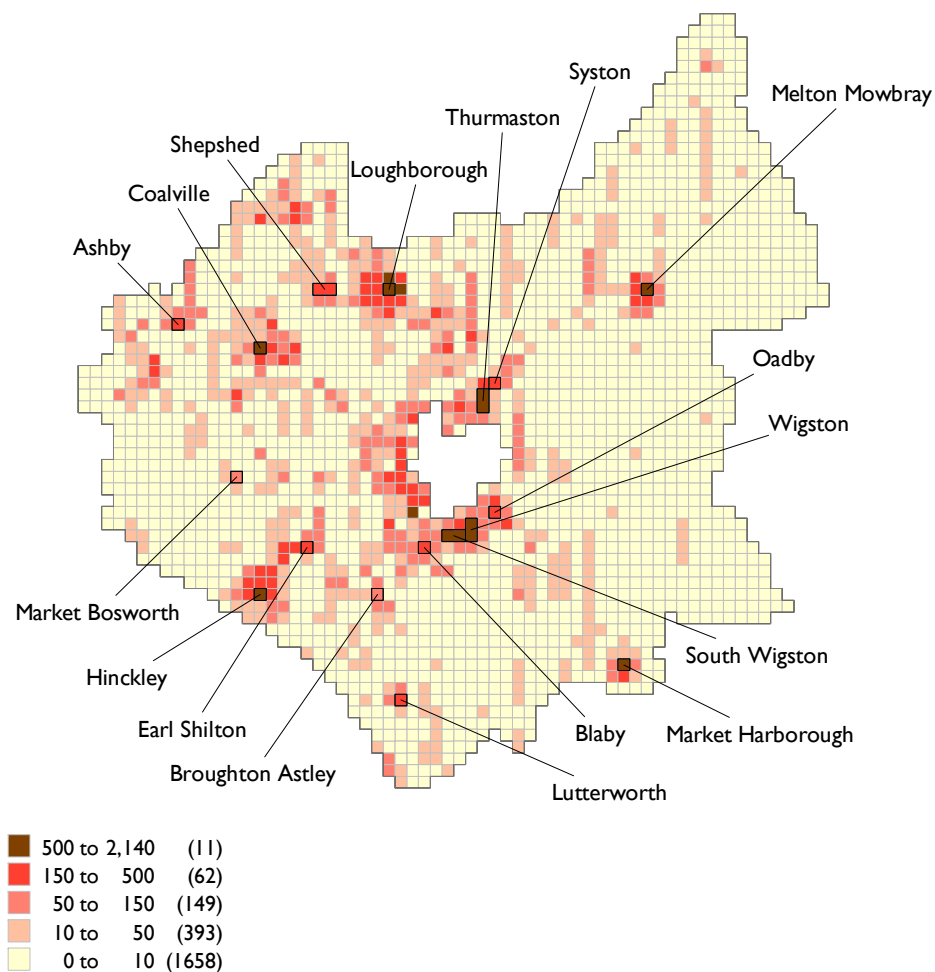 Syston
Melton Mowbray
Thurmaston
Shepshed
Loughborough
Coalville
Ashby
Oadby
Wigston
Market Bosworth
South Wigston
Hinckley
Earl Shilton
Blaby
Market Harborough
Broughton Astley
Lutterworth
500 to 2,140 (11)
150 to 500 (62)
50 to 150 (149)
10 to 50 (393)
0 to 10 (1658)